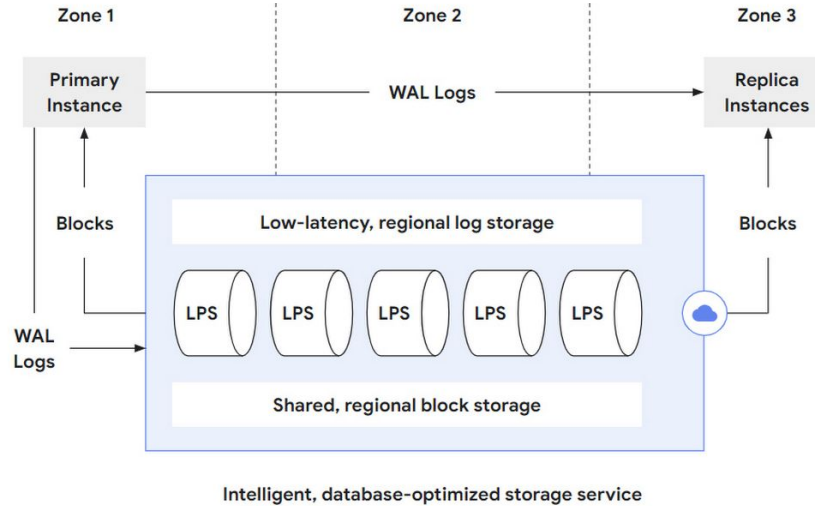 Zone 1
Zone 2
Zone 3
Primary
Instance
WAL Logs
Replica
Instances
Blocks
Blocks
Low-latency, regional log storage
LPS
LPS
LPS
LPS
LPS
WAL
Logs
Shared, regional block storage
Intelligent, database-optimized storage service